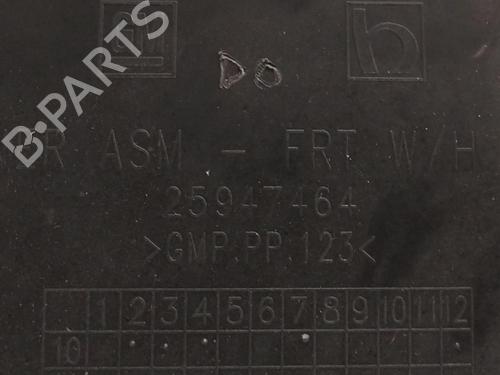 gm
DO
ASM - FRT W/H
25947464
>GMP.PP.123<
1 2 3 4 5 6 7 8 9 10 11 12
10
B-PARTS